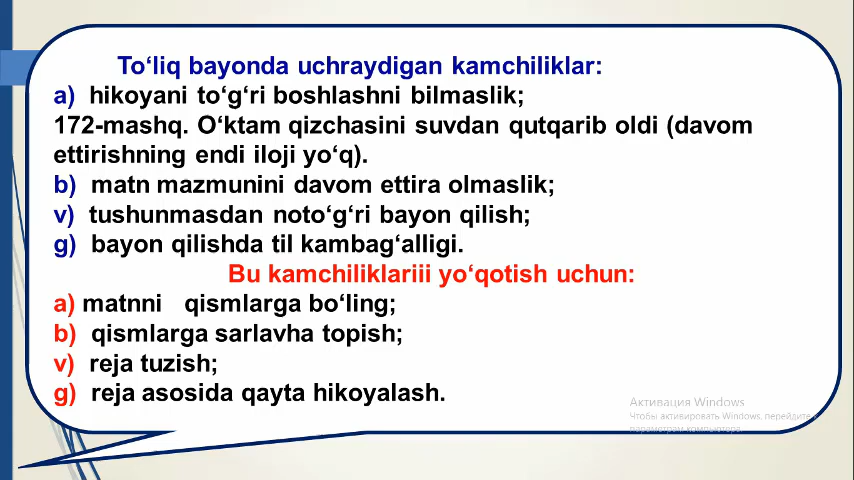 To‘liq bayonda uchraydigan kamchiliklar:
a) hikoyani to‘g‘ri boshlashni bilmaslik;
172-mashq. O‘ktam qizchasini suvdan qutqarib oldi (davom
ettirishning endi iloji yo‘q).
b) matn mazmunini davom ettira olmaslik;
v) tushunmasdan noto‘g‘ri bayon qilish;
g) bayon qilishda til kambag‘alligi.
Bu kamchiliklariii yo‘qotish uchun:
a) matnni qismlarga bo‘ling;
b) qismlarga sarlavha topish;
v) reja tuzish;
g) reja asosida qayta hikoyalash.
Активация Windows
Чтобы активировать Windows, перейдите к
параметрам компьютера.